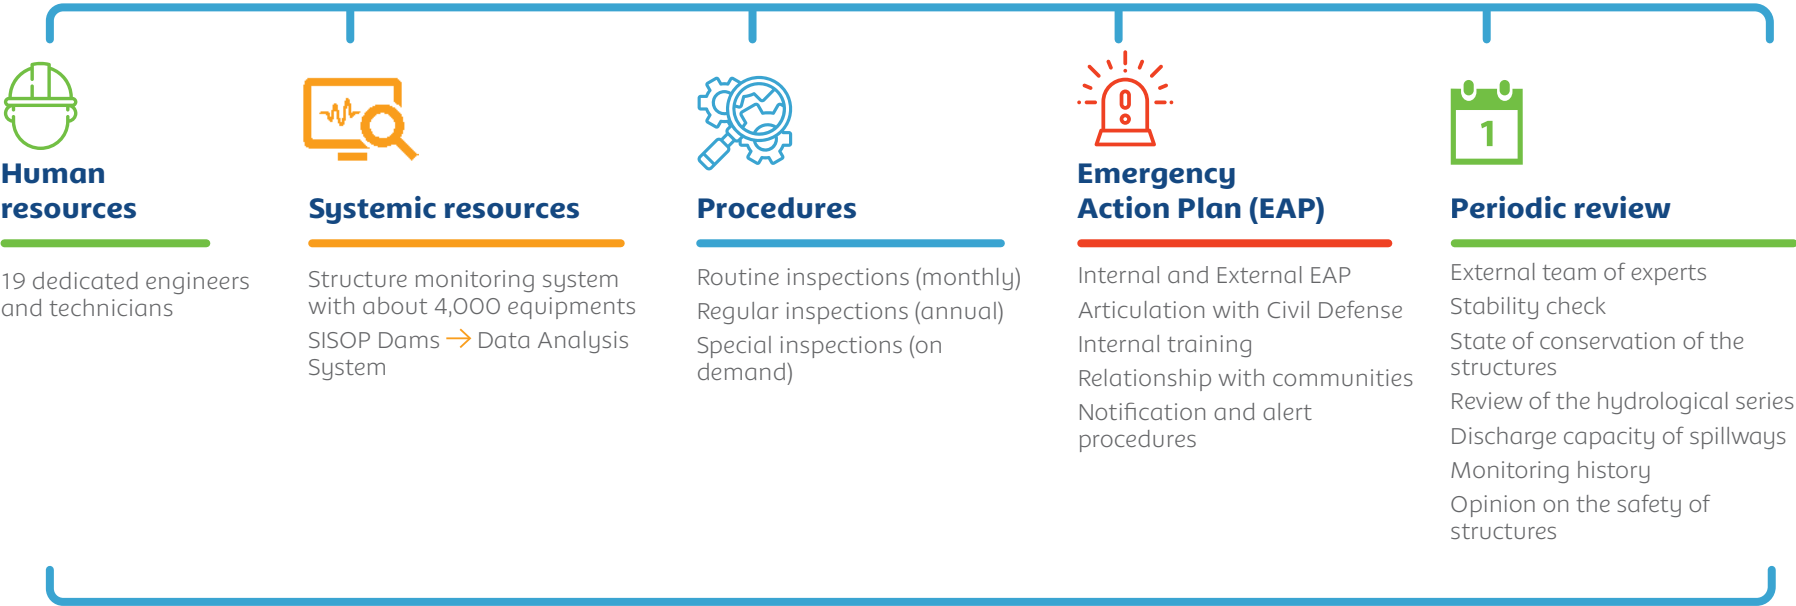 Human
resources
19 dedicated engineers
and technicians
Systemic resources
Structure monitoring system
with about 4,000 equipments
SISOP Dams → Data Analysis
System
Procedures
Routine inspections (monthly)
Regular inspections (annual)
Special inspections (on
demand)
Emergency
Action Plan (EAP)
Internal and External EAP
Articulation with Civil Defense
Internal training
Relationship with communities
Notification and alert
procedures
1
Periodic review
External team of experts
Stability check
State of conservation of the
structures
Review of the hydrological series
Discharge capacity of spillways
Monitoring history
Opinion on the safety of
structures